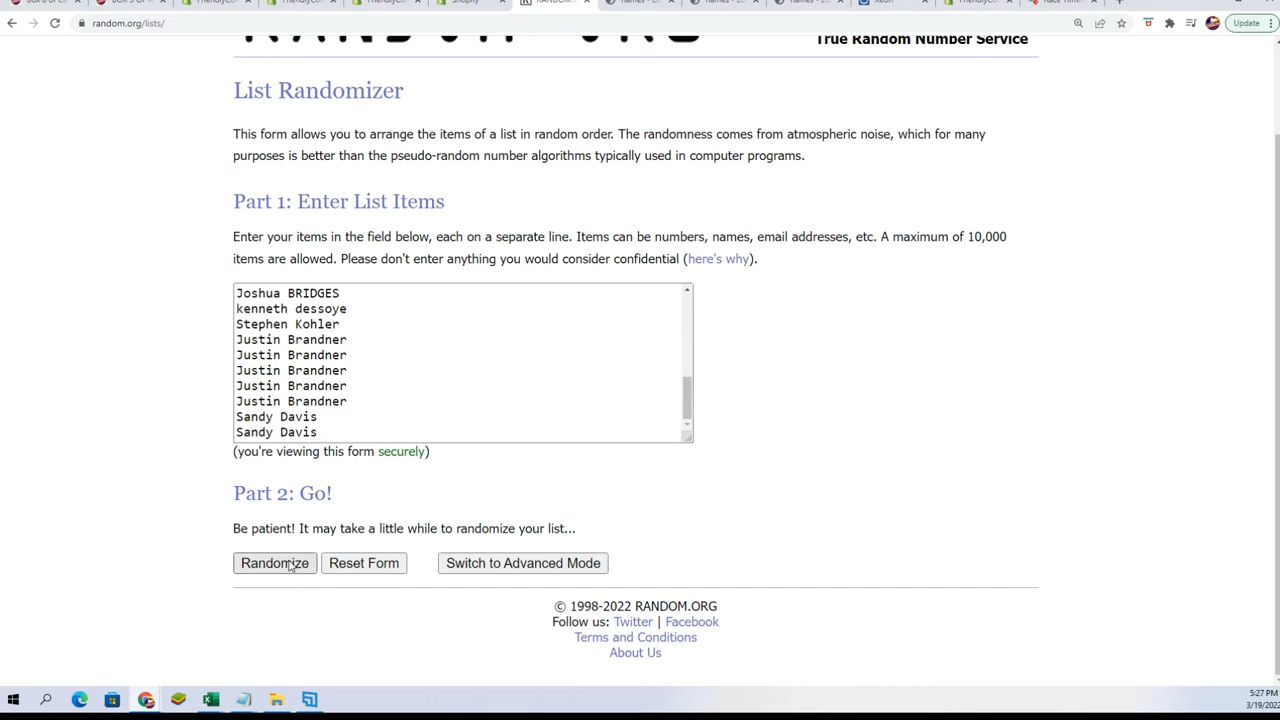 random.org/lists/
Update
True Random Number Service
List Randomizer
This form allows you to arrange the items of a list in random order. The randomness comes from atmospheric noise, which for many
purposes is better than the pseudo-random number algorithms typically used in computer programs.
Part 1: Enter List Items
Enter your items in the field below, each on a separate line. Items can be numbers, names, email addresses, etc. A maximum of 10,000
items are allowed. Please don't enter anything you would consider confidential (here's why).
Joshua BRIDGES
kenneth dessoye
Stephen Kohler
Justin Brandner
Justin Brandner
Justin Brandner
Justin Brandner
Justin Brandner
Sandy Davis
Sandy Davis
(you're viewing this form securely)
Part 2: Go!
Be patient! It may take a little while to randomize your list...
Randomize Reset Form Switch to Advanced Mode
© 1998-2022 RANDOM.ORG
Follow us: Twitter | Facebook
Terms and Conditions
About Us
5:27 PM
3/19/2022